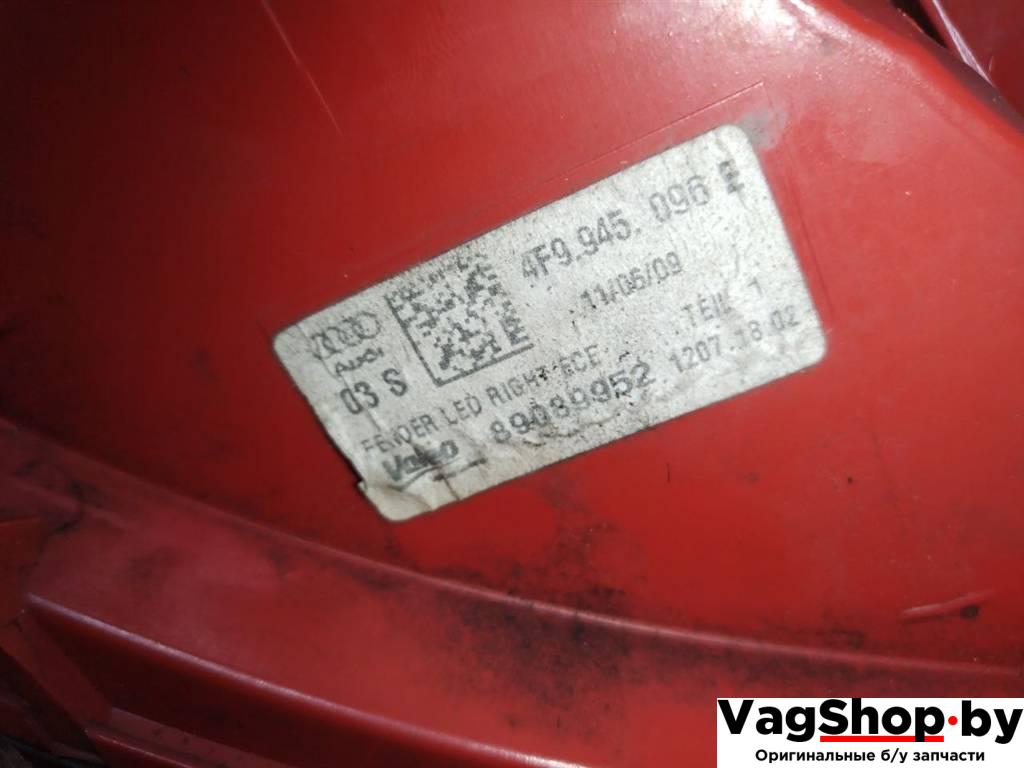 4F9.945.096 E
11/06/09
AUDI
TEIL 1
03 S
FENDER LED RIGHT ECE
1207.18 02
Valeo
89089952
VagShop.by
Оригинальные б/у запчасти